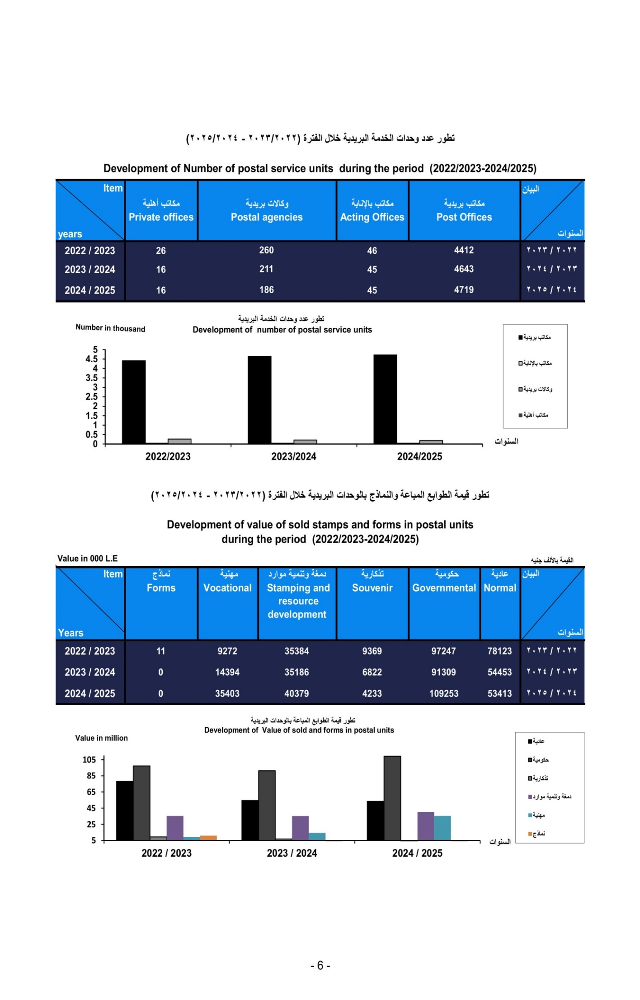 تطور عدد وحدات الخدمة البريدية خلال الفترة (٢٠٢٣/٢٠٢٢ - ٢٠٢٥/٢٠٢٤)
Development of Number of postal service units during the period (2022/2023-2024/2025)
Item
years
مكاتب أهلية
Private offices
وكالات بريدية
Postal agencies
مكاتب بالإنابة
Acting Offices
مكاتب بريدية
Post Offices
البيان
السنوات
2022 / 2023 26 260 46 4412 ٢٠٢٣ / ٢٠٢٢
2023 / 2024 16 211 45 4643 ٢٠٢٤ / ٢٠٢٣
2024 / 2025 16 186 45 4719 ٢٠٢٥ / ٢٠٢٤
تطور عدد وحدات الخدمة البريدية
Number in thousand
Development of number of postal service units
5
4.5
4
3.5
3
2.5
2
1.5
1
0.5
0
2022/2023 2023/2024 2024/2025
السنوات
مكاتب بريدية
مكاتب بالإنابة
وكالات بريدية
مكاتب أهلية
تطور قيمة الطوابع المباعة والنماذج بالوحدات البريدية خلال الفترة (٢٠٢٣/٢٠٢٢ - ٢٠٢٥/٢٠٢٤)
Development of value of sold stamps and forms in postal units
during the period (2022/2023-2024/2025)
Value in 000 L.E
القيمة بالألف جنيه
Item
Years
نماذج
Forms
مهنية
Vocational
دمغة وتنمية موارد
Stamping and
resource
development
تذكارية
Souvenir
حكومية
Governmental
عادية
Normal
البيان
السنوات
2022 / 2023 11 9272 35384 9369 97247 78123 ٢٠٢٣ / ٢٠٢٢
2023 / 2024 0 14394 35186 6822 91309 54453 ٢٠٢٤ / ٢٠٢٣
2024 / 2025 0 35403 40379 4233 109253 53413 ٢٠٢٥ / ٢٠٢٤
تطور قيمة الطوابع المباعة بالوحدات البريدية
Development of Value of sold and forms in postal units
Value in million
105
85
65
45
25
5
2022 / 2023 2023 / 2024 2024 / 2025
السنوات
عادية
حكومية
تذكارية
دمغة وتنمية موارد
مهنية
نماذج
- 6 -